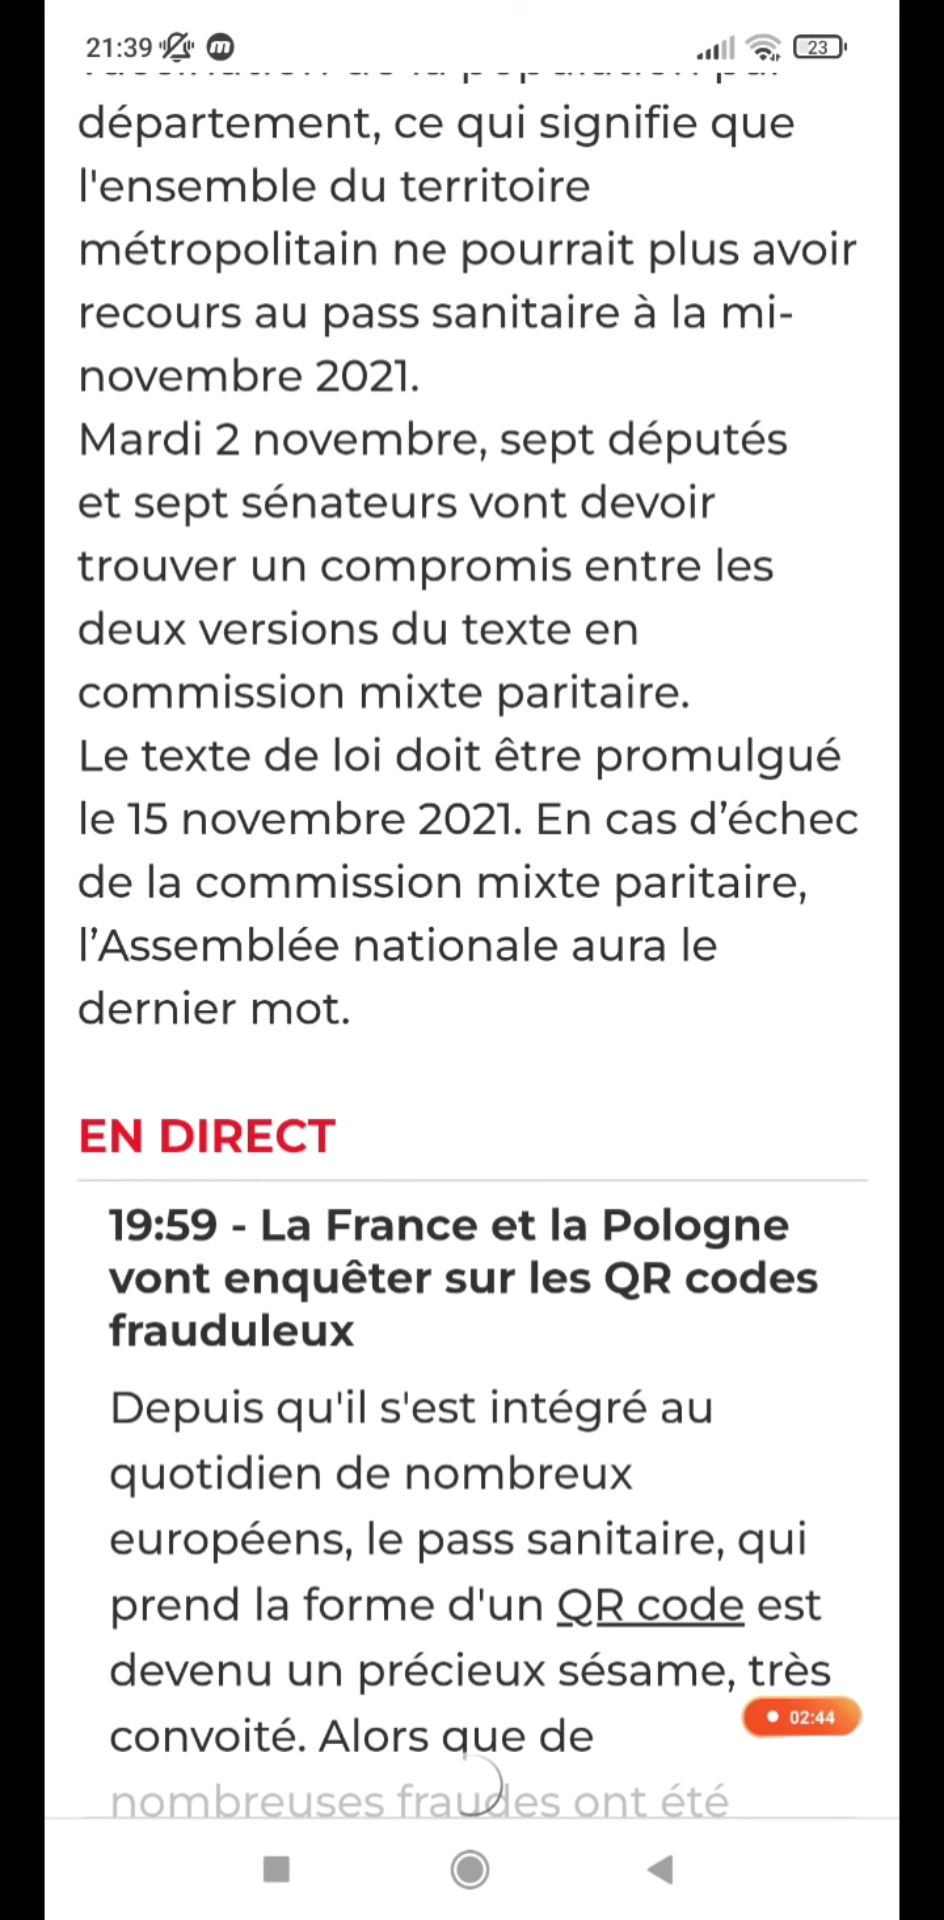 21:39
23
département, ce qui signifie que
l'ensemble du territoire
métropolitain ne pourrait plus avoir
recours au pass sanitaire à la mi-
novembre 2021.
Mardi 2 novembre, sept députés
et sept sénateurs vont devoir
trouver un compromis entre les
deux versions du texte en
commission mixte paritaire.
Le texte de loi doit être promulgué
le 15 novembre 2021. En cas d’échec
de la commission mixte paritaire,
l’Assemblée nationale aura le
dernier mot.
EN DIRECT
19:59 - La France et la Pologne
vont enquêter sur les QR codes
frauduleux
Depuis qu'il s'est intégré au
quotidien de nombreux
européens, le pass sanitaire, qui
prend la forme d'un QR code est
devenu un précieux sésame, très
convoité. Alors que de
02:44
nombreuses fraudes ont été